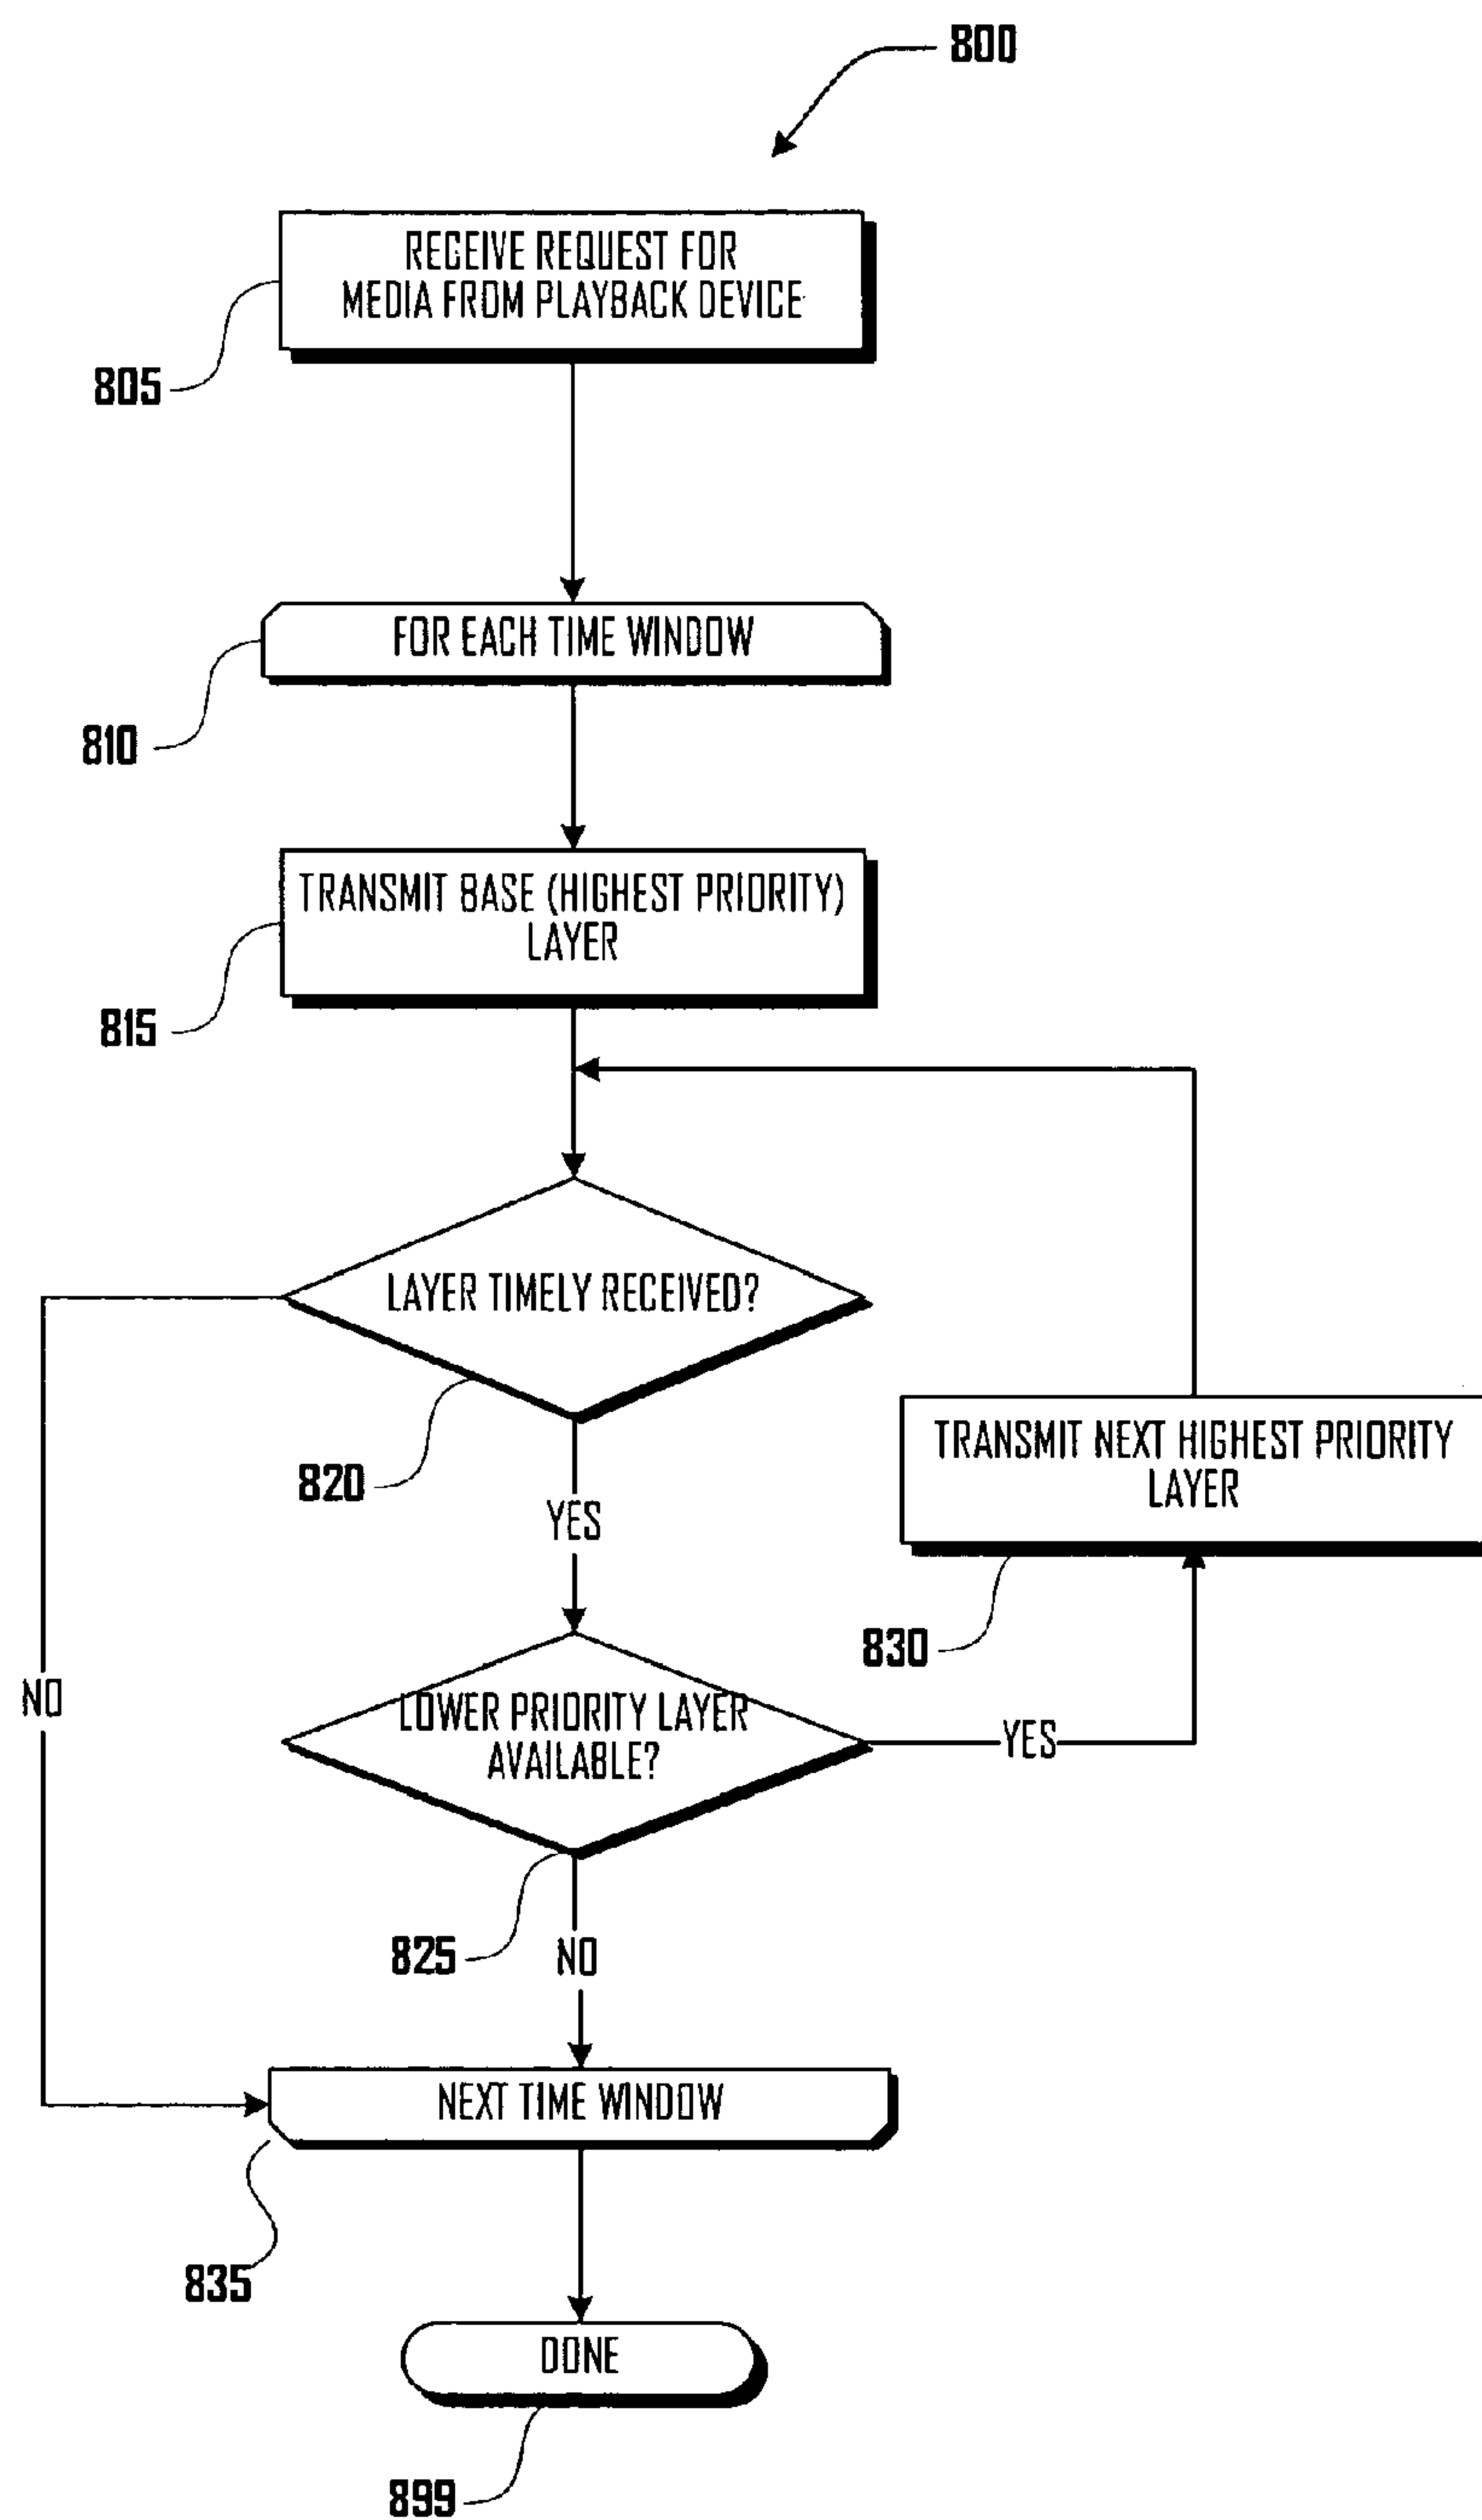 800
RECEIVE REQUEST FOR
MEDIA FROM PLAYBACK DEVICE
805
FOR EACH TIME WINDOW
810
TRANSMIT BASE (HIGHEST PRIORITY)
LAYER
815
LAYER TIMELY RECEIVED?
820
YES
TRANSMIT NEXT HIGHEST PRIORITY
LAYER
830
NO
LOWER PRIORITY LAYER
AVAILABLE?
YES
825
NO
NEXT TIME WINDOW
835
DONE
899